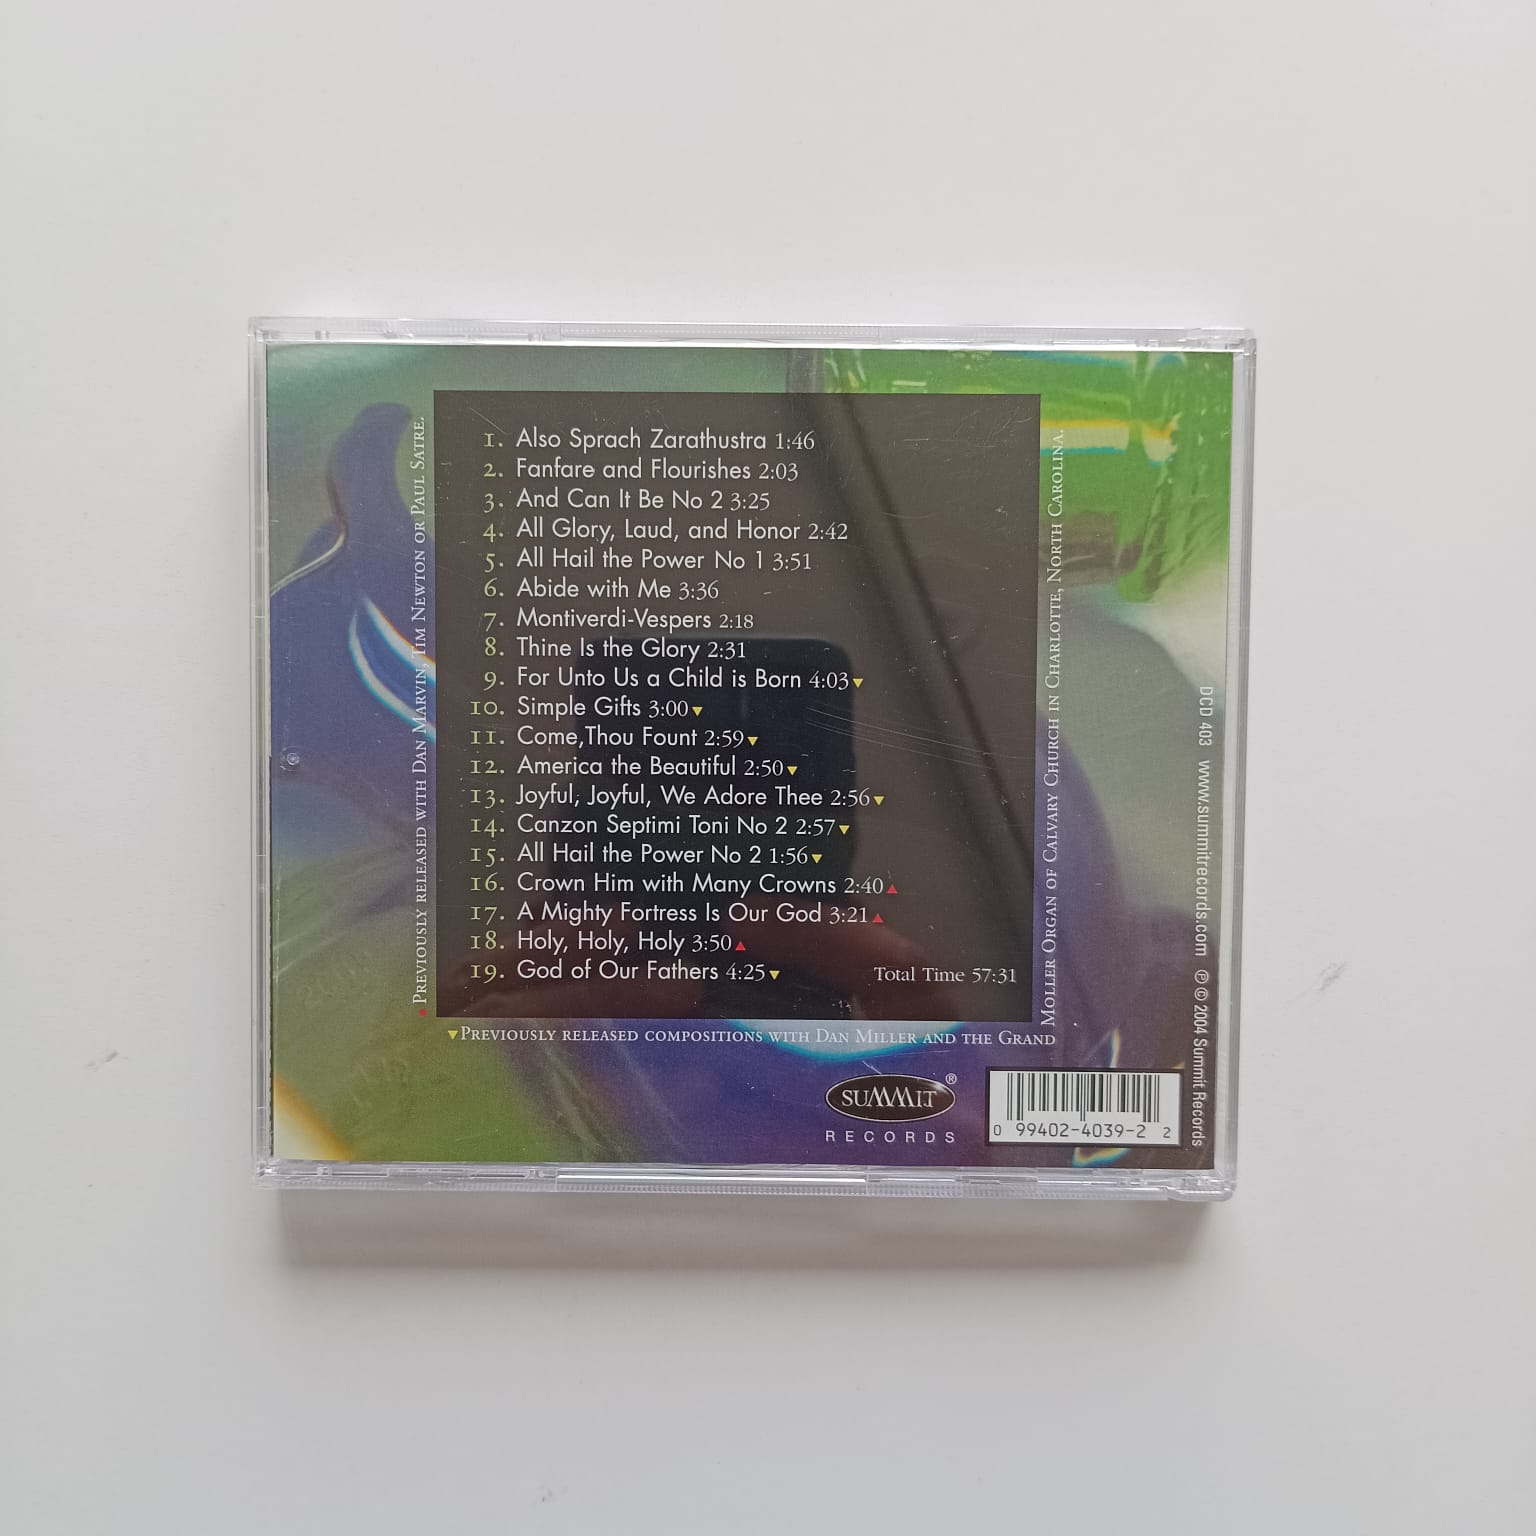 1. Also Sprach Zarathustra 1:46
2. Fanfare and Flourishes 2:03
3. And Can It Be No 2 3:25
4. All Glory, Laud, and Honor 2:42
5. All Hail the Power No 1 3:51
6. Abide with Me 3:36
7. Montiverdi-Vespers 2:18
8. Thine Is the Glory 2:31
9. For Unto Us a Child is Born 4:03▼
10. Simple Gifts 3:00▼
11. Come,Thou Fount 2:59▼
12. America the Beautiful 2:50▼
13. Joyful, Joyful, We Adore Thee 2:56▼
14. Canzon Septimi Toni No 2 2:57▼
15. All Hail the Power No 2 1:56▼
16. Crown Him with Many Crowns 2:40▲
17. A Mighty Fortress Is Our God 3:21▲
18. Holy, Holy, Holy 3:50▲
19. God of Our Fathers 4:25▼
Total Time 57:31
▲Previously released with Dan Marvin, Tim Newton or Paul Satre.
▼Previously released compositions with Dan Miller and the Grand
Moller Organ of Calvary Church in Charlotte, North Carolina.
SUMMIT®
RECORDS
0 99402-4039-2 2
DCD 403 www.summitrecords.com ℗ © 2004 Summit Records